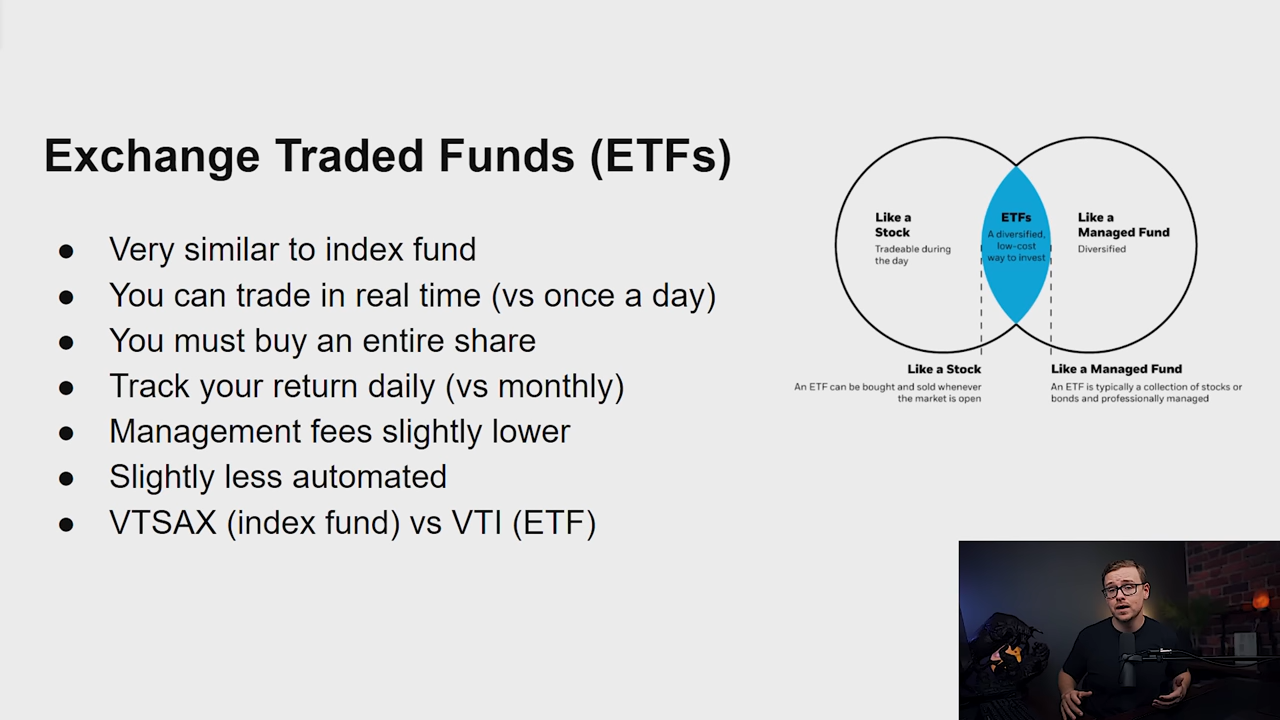 Exchange Traded Funds (ETFs)
● Very similar to index fund
● You can trade in real time (vs once a day)
● You must buy an entire share
● Track your return daily (vs monthly)
● Management fees slightly lower
● Slightly less automated
● VTSAX (index fund) vs VTI (ETF)
Like a
Stock
Tradeable during
the day
ETFs
A diversified,
low-cost
way to invest
Like a
Managed Fund
Diversified
Like a Stock
An ETF can be bought and sold whenever
the market is open
Like a Managed Fund
An ETF is typically a collection of stocks or
bonds and professionally managed